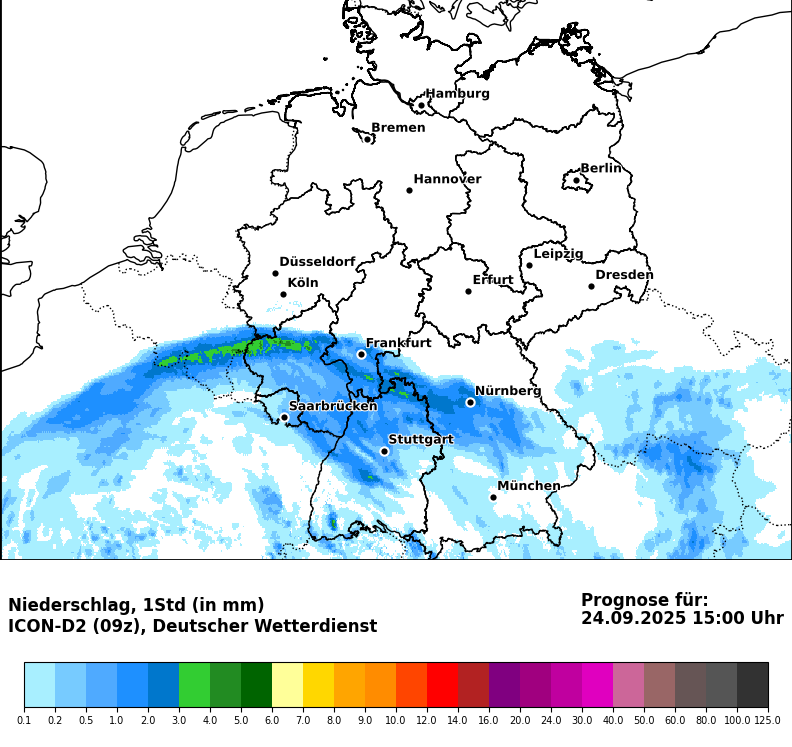 Hamburg
Bremen
Berlin
Hannover
Leipzig
Düsseldorf
Dresden
Köln
Erfurt
Frankfurt
Nürnberg
Saarbrücken
Stuttgart
München
Niederschlag, 1Std (in mm)
ICON-D2 (09z), Deutscher Wetterdienst
Prognose für:
24.09.2025 15:00 Uhr
0.1 0.2 0.5 1.0 2.0 3.0 4.0 5.0 6.0 7.0 8.0 9.0 10.0 12.0 14.0 16.0 20.0 24.0 30.0 40.0 50.0 60.0 80.0 100.0 125.0